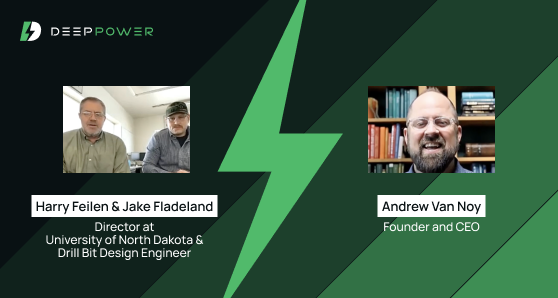 DEEPPOWER
Harry Feilen & Jake Fladeland
Director at
University of North Dakota &
Drill Bit Design Engineer
Andrew Van Noy
Founder and CEO